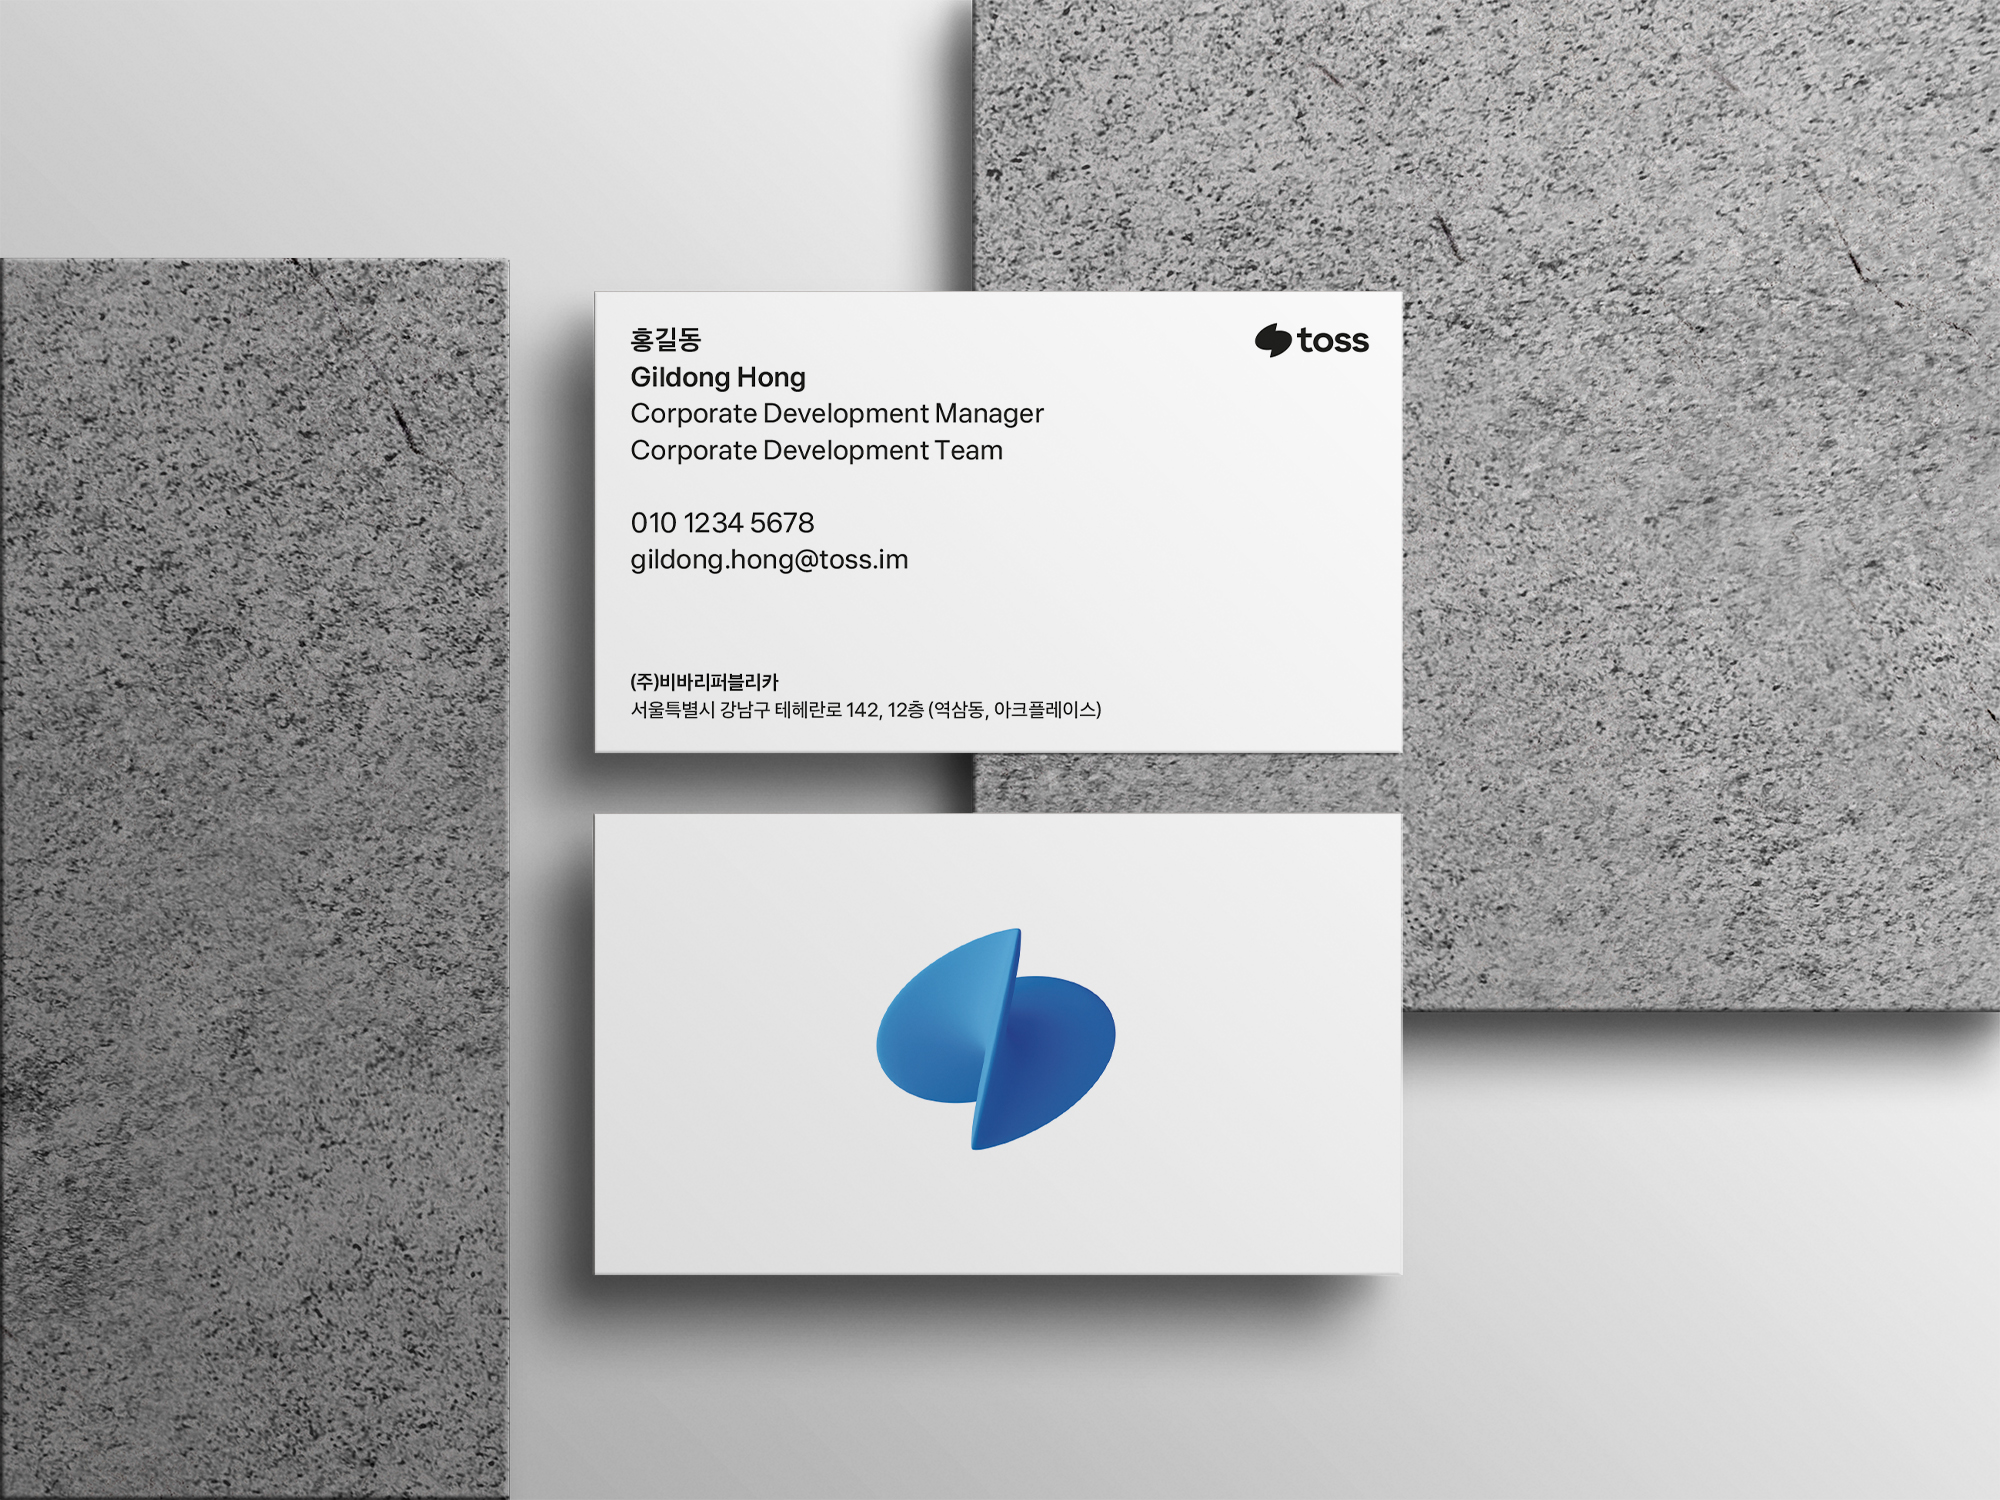 홍길동
toss
Gildong Hong
Corporate Development Manager
Corporate Development Team
010 1234 5678
gildong.hong@toss.im
(주)비바리퍼블리카
서울특별시 강남구 테헤란로 142, 12층 (역삼동, 아크플레이스)